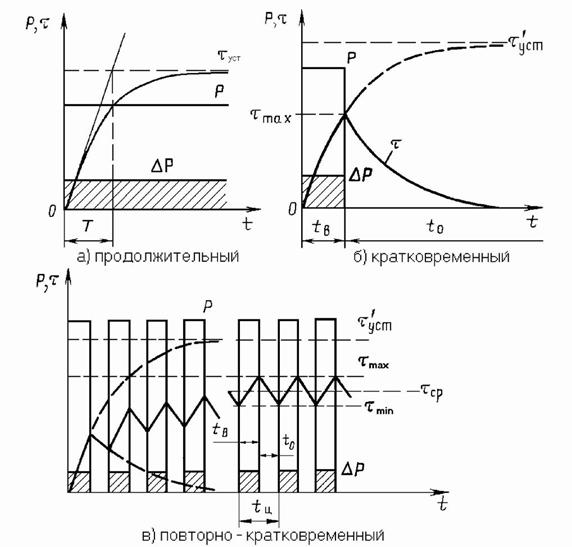 P,τ
τуст
P
ΔP
0
t
T
а) продолжительный
P,τ
τ'уст
P
τmax
τ
ΔP
0
t
tв
t0
б) кратковременный
P,τ
P
τ'уст
τmax
τср
τmin
tв
t0
ΔP
t
tц
в) повторно - кратковременный